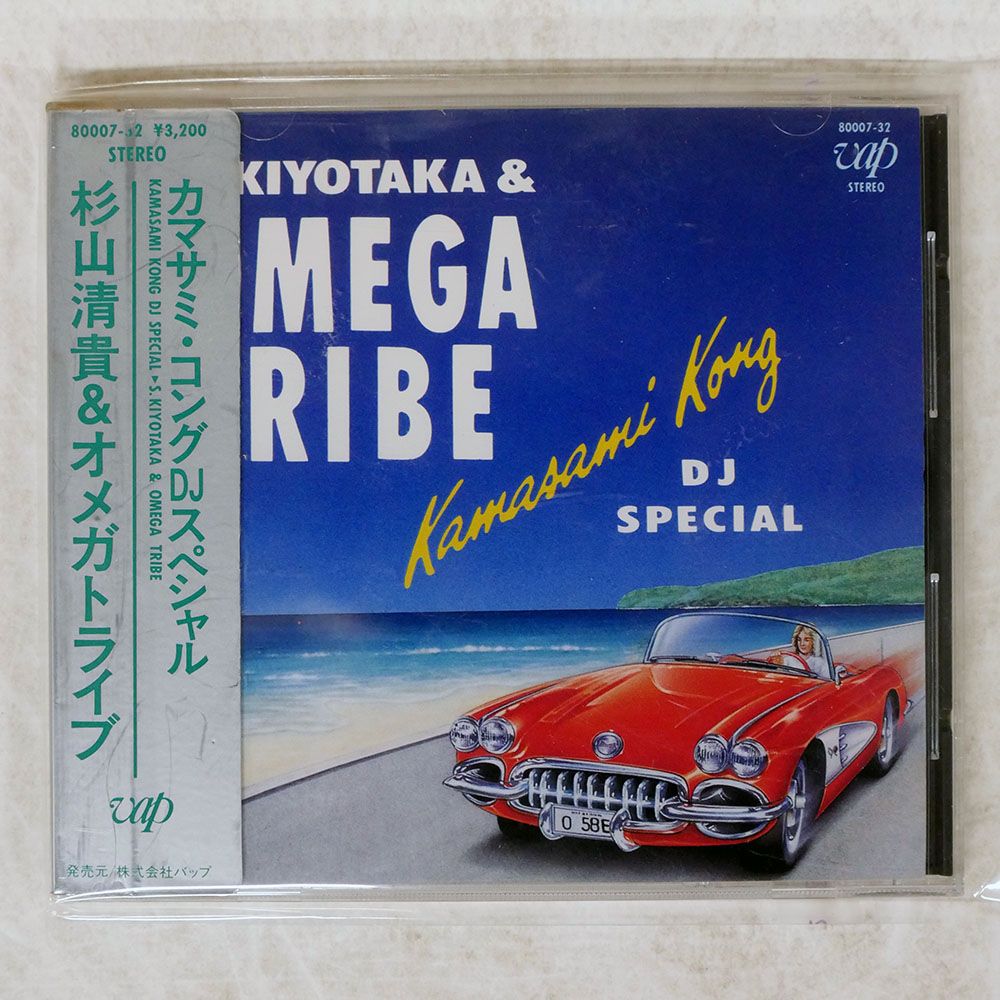 80007-32 ¥3,200
STEREO
カマサミ・コングDJスペシャル
KAMASAMI KONG DJ SPECIAL ▶ S. KIYOTAKA & OMEGA TRIBE
杉山清貴&オメガトライブ
vap
発売元/株式会社バップ
KIYOTAKA &
MEGA
RIBE
Kamasami Kong
DJ
SPECIAL
80007-32
vap
STEREO
O 58E